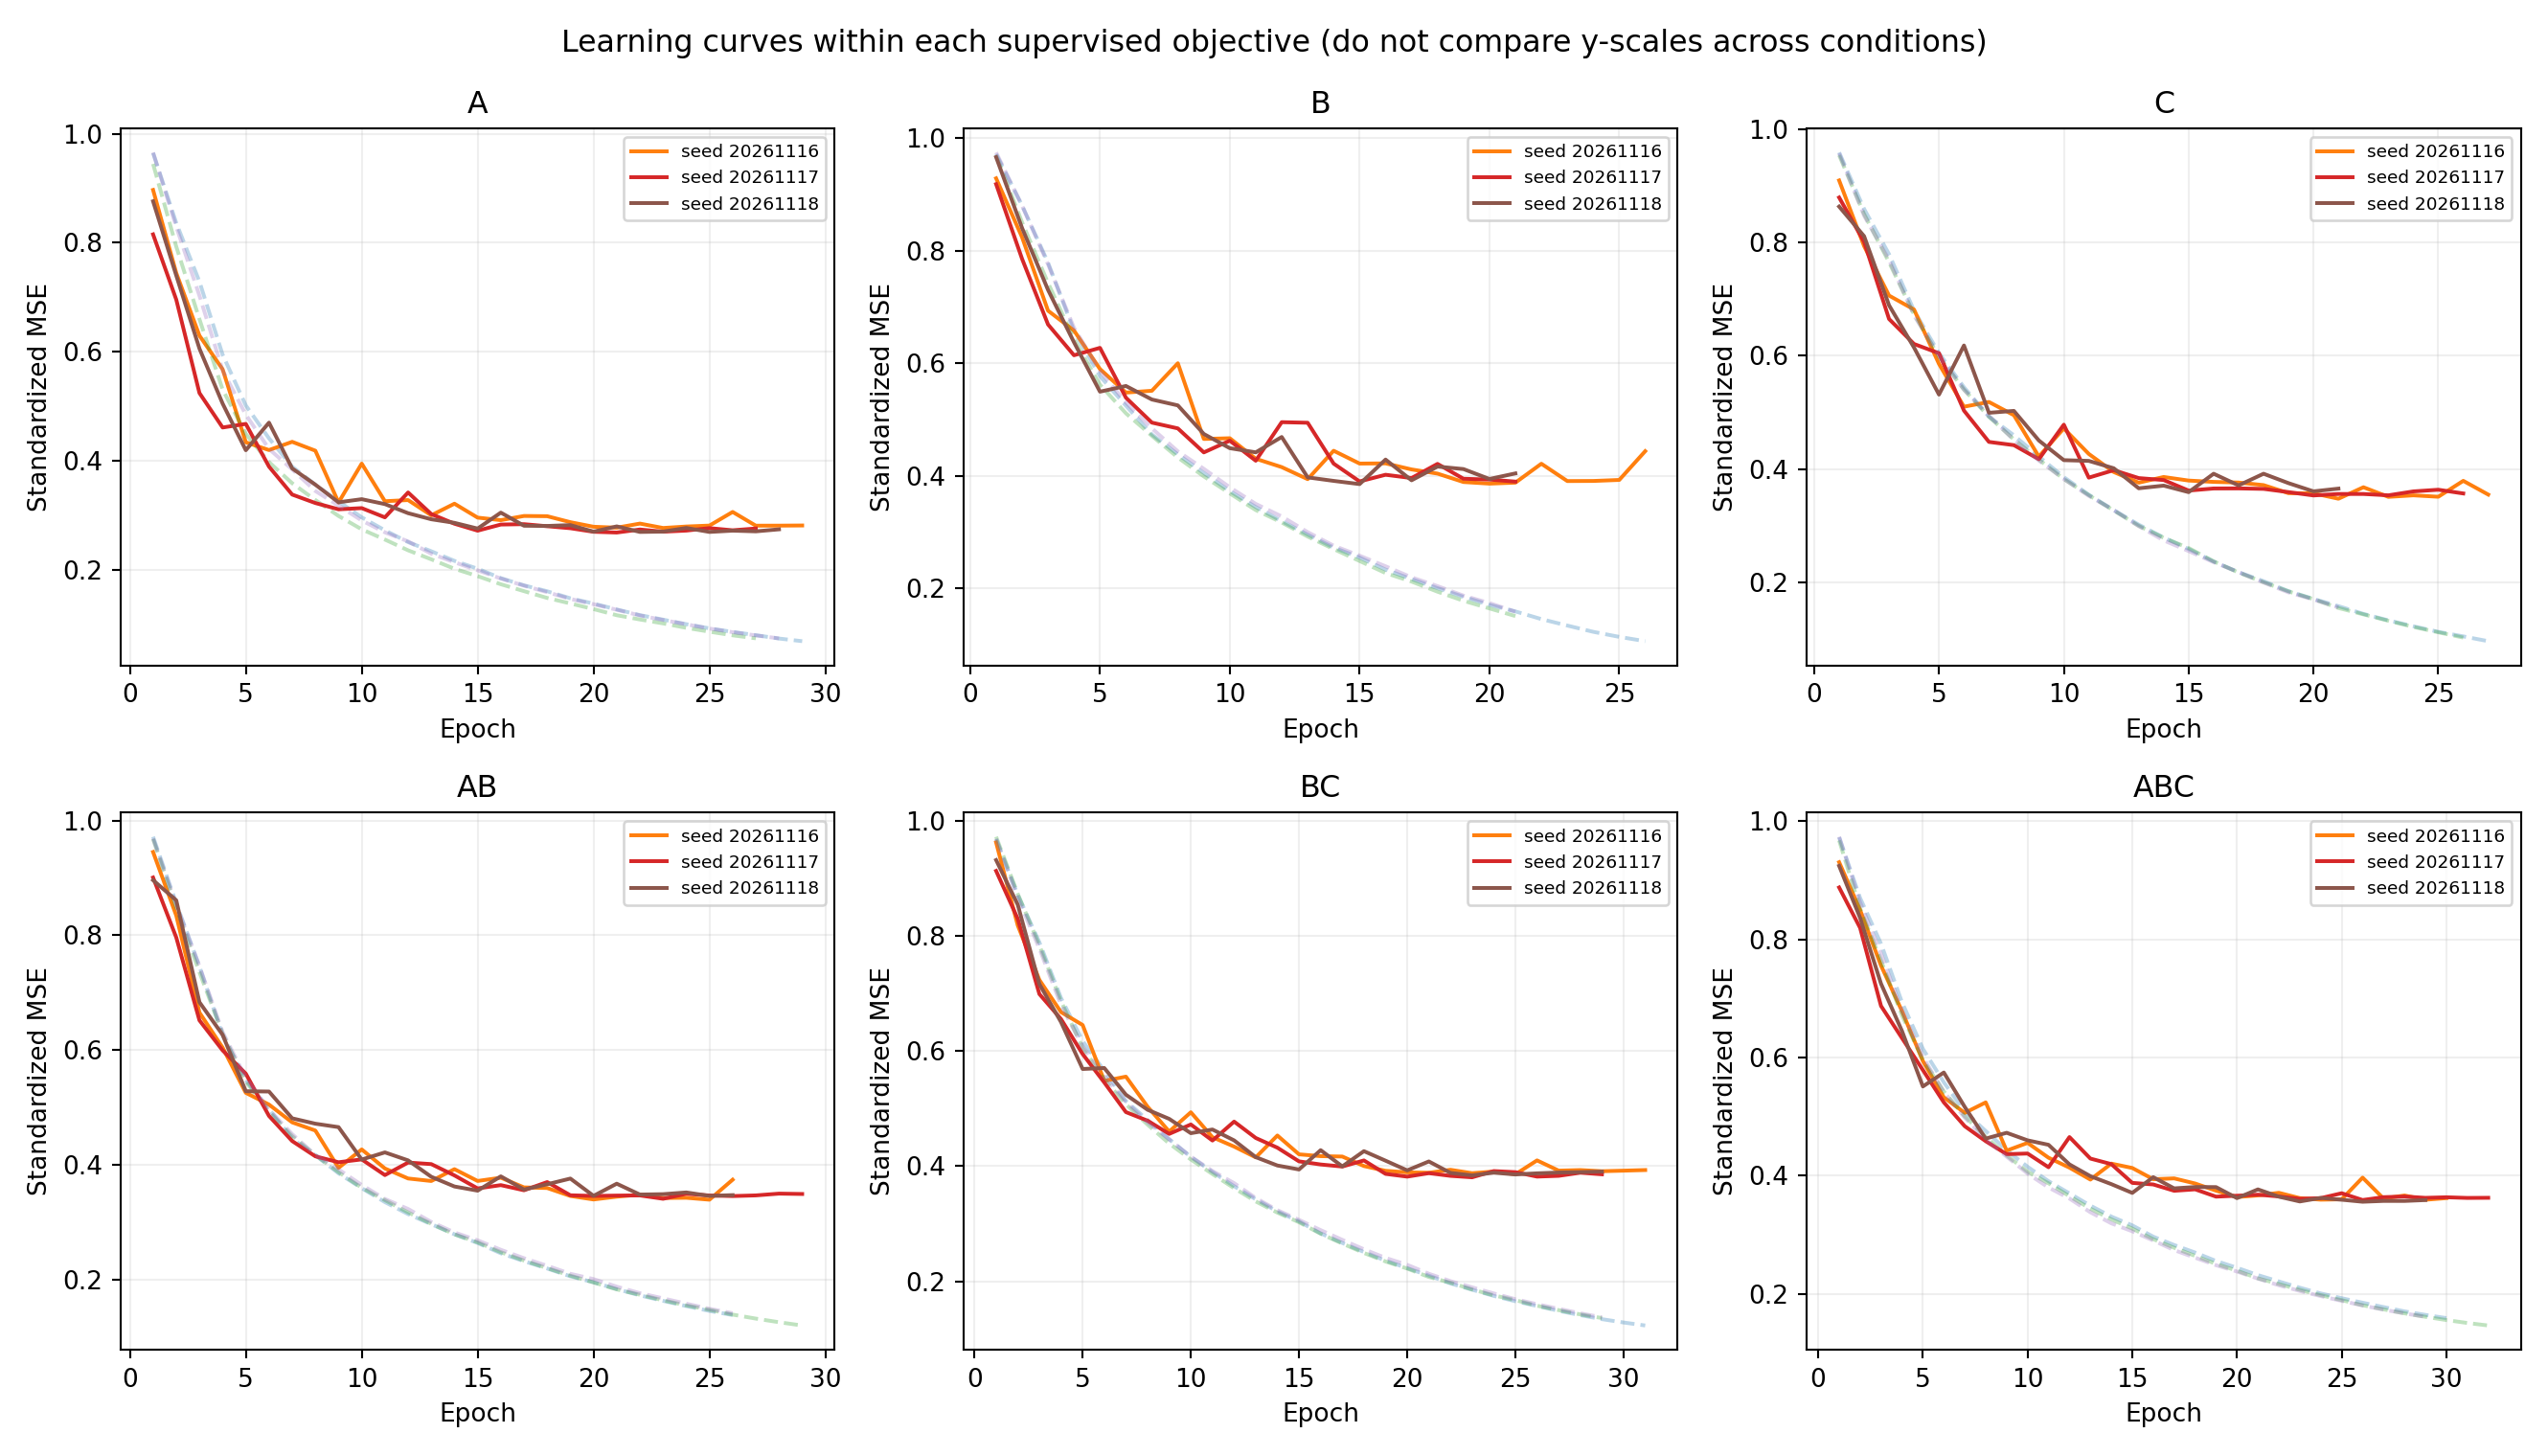 Learning curves within each supervised objective (do not compare y-scales across conditions)
A
B
C
Standardized MSE
1.0
0.8
0.6
0.4
0.2
seed 20261116
seed 20261117
seed 20261118
0 5 10 15 20 25 30
Epoch
Standardized MSE
1.0
0.8
0.6
0.4
0.2
seed 20261116
seed 20261117
seed 20261118
0 5 10 15 20 25
Epoch
Standardized MSE
1.0
0.8
0.6
0.4
0.2
seed 20261116
seed 20261117
seed 20261118
0 5 10 15 20 25
Epoch
AB
BC
ABC
Standardized MSE
1.0
0.8
0.6
0.4
0.2
seed 20261116
seed 20261117
seed 20261118
0 5 10 15 20 25 30
Epoch
Standardized MSE
1.0
0.8
0.6
0.4
0.2
seed 20261116
seed 20261117
seed 20261118
0 5 10 15 20 25 30
Epoch
Standardized MSE
1.0
0.8
0.6
0.4
0.2
seed 20261116
seed 20261117
seed 20261118
0 5 10 15 20 25 30
Epoch